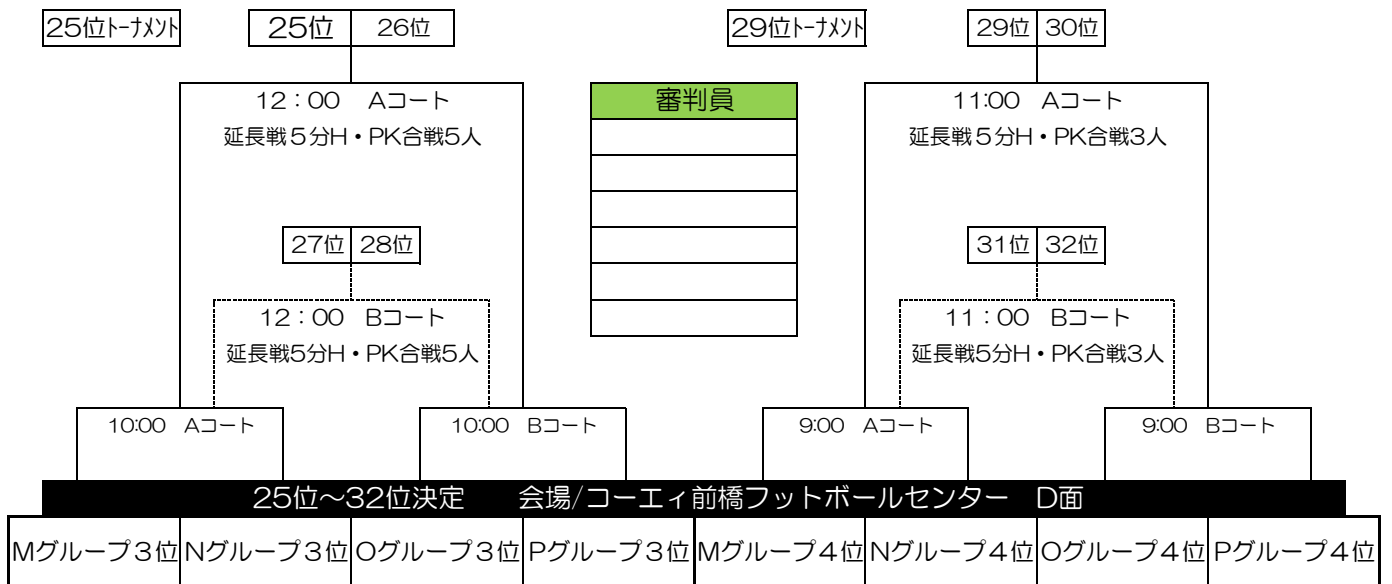 25位ﾄｰﾅﾒﾝﾄ 25位 26位 29位ﾄｰﾅﾒﾝﾄ 29位 30位
12：00 Aコート 審判員 11:00 Aコート
延長戦５分H・PK合戦5人 延長戦５分H・PK合戦3人
27位 28位 31位 32位
12：00 Bコート 11：00 Bコート
延長戦5分H・PK合戦5人 延長戦5分H・PK合戦3人
10:00 Aコート 10:00 Bコート 9:00 Aコート 9:00 Bコート
25位～32位決定 会場/コーエィ前橋フットボールセンター D面
Mグループ３位 Nグループ３位 Oグループ３位 Pグループ３位 Mグループ４位 Nグループ４位 Oグループ４位 Pグループ４位